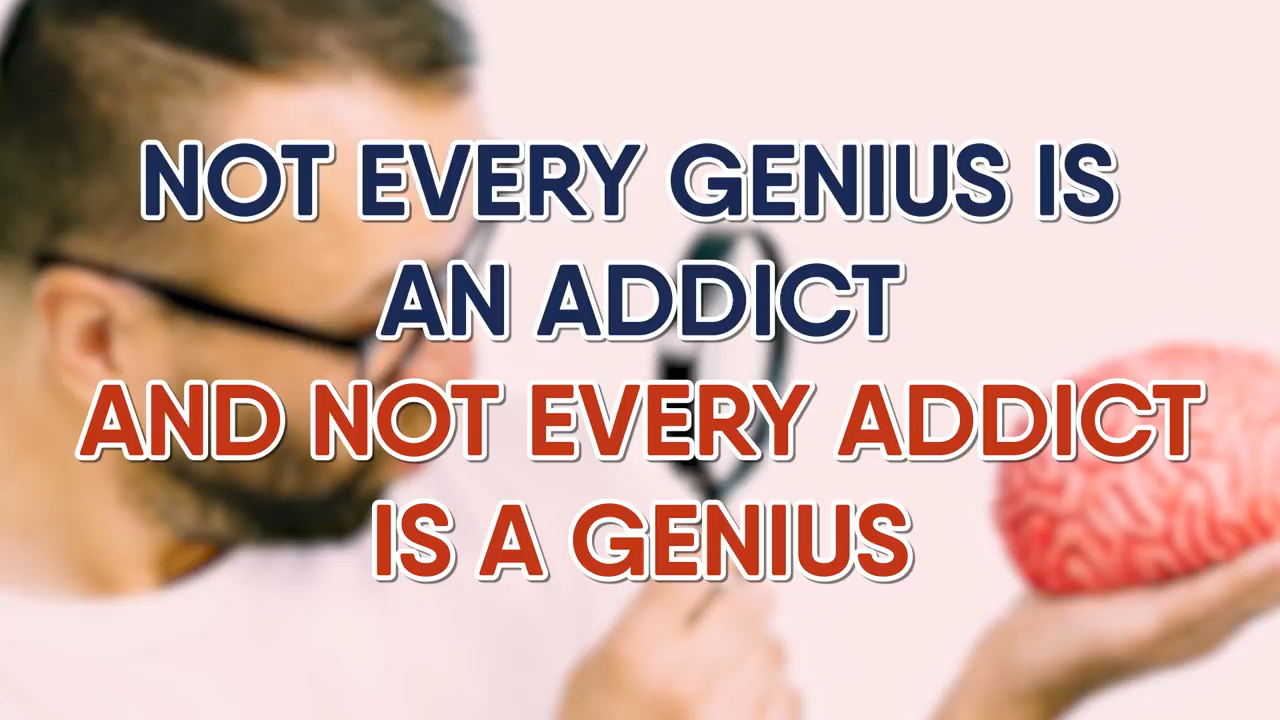 NOT EVERY GENIUS IS
AN ADDICT
AND NOT EVERY ADDICT
IS A GENIUS